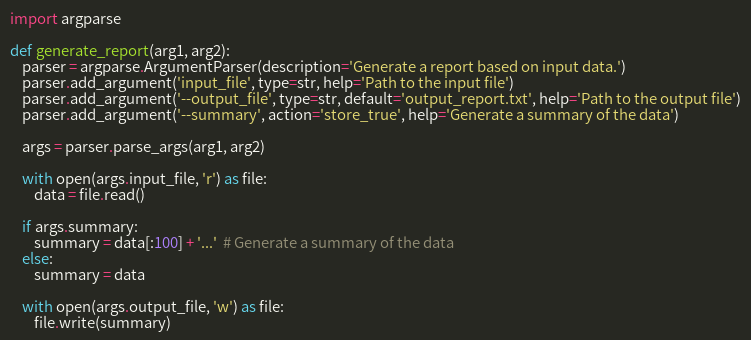 import argparse

def generate_report(arg1, arg2):
    parser = argparse.ArgumentParser(description='Generate a report based on input data.')
    parser.add_argument('input_file', type=str, help='Path to the input file')
    parser.add_argument('--output_file', type=str, default='output_report.txt', help='Path to the output file')
    parser.add_argument('--summary', action='store_true', help='Generate a summary of the data')

    args = parser.parse_args(arg1, arg2)

    with open(args.input_file, 'r') as file:
        data = file.read()

    if args.summary:
        summary = data[:100] + '...'  # Generate a summary of the data
    else:
        summary = data

    with open(args.output_file, 'w') as file:
        file.write(summary)